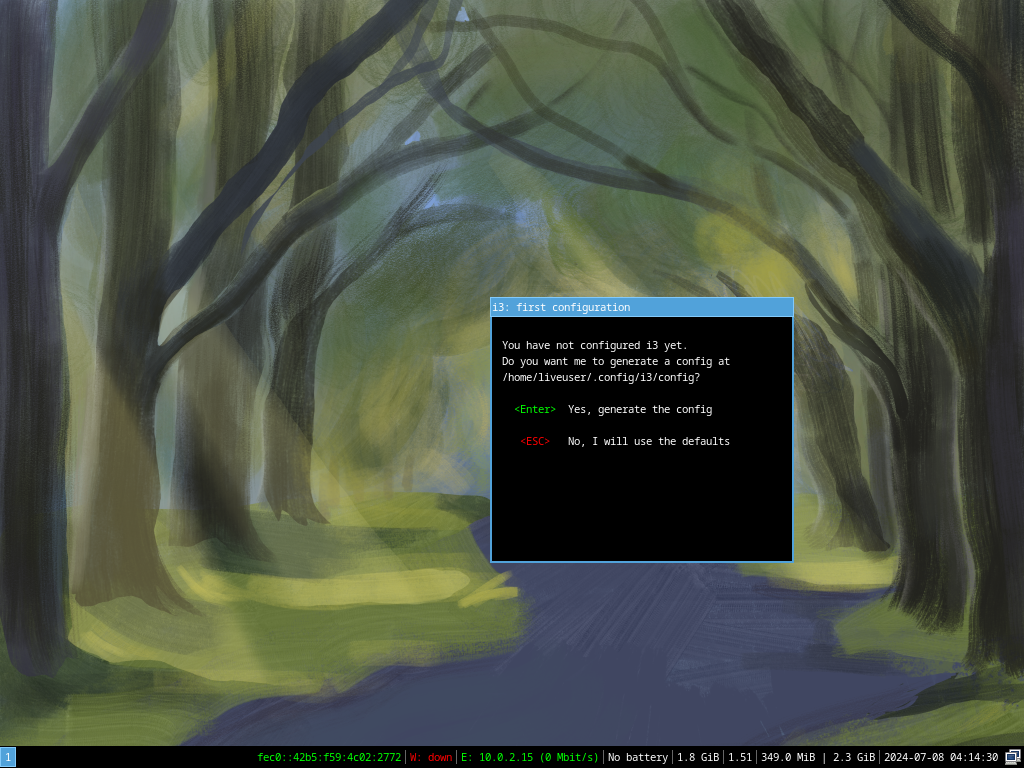 i3: first configuration
You have not configured i3 yet.
Do you want me to generate a config at
/home/liveuser/.config/i3/config?
<Enter> Yes, generate the config
<ESC> No, I will use the defaults
1 fec0::42b5:f59:4c02:2772 W: down E: 10.0.2.15 (0 Mbit/s) No battery 1.8 GiB 1.51 349.0 MiB | 2.3 GiB 2024-07-08 04:14:30